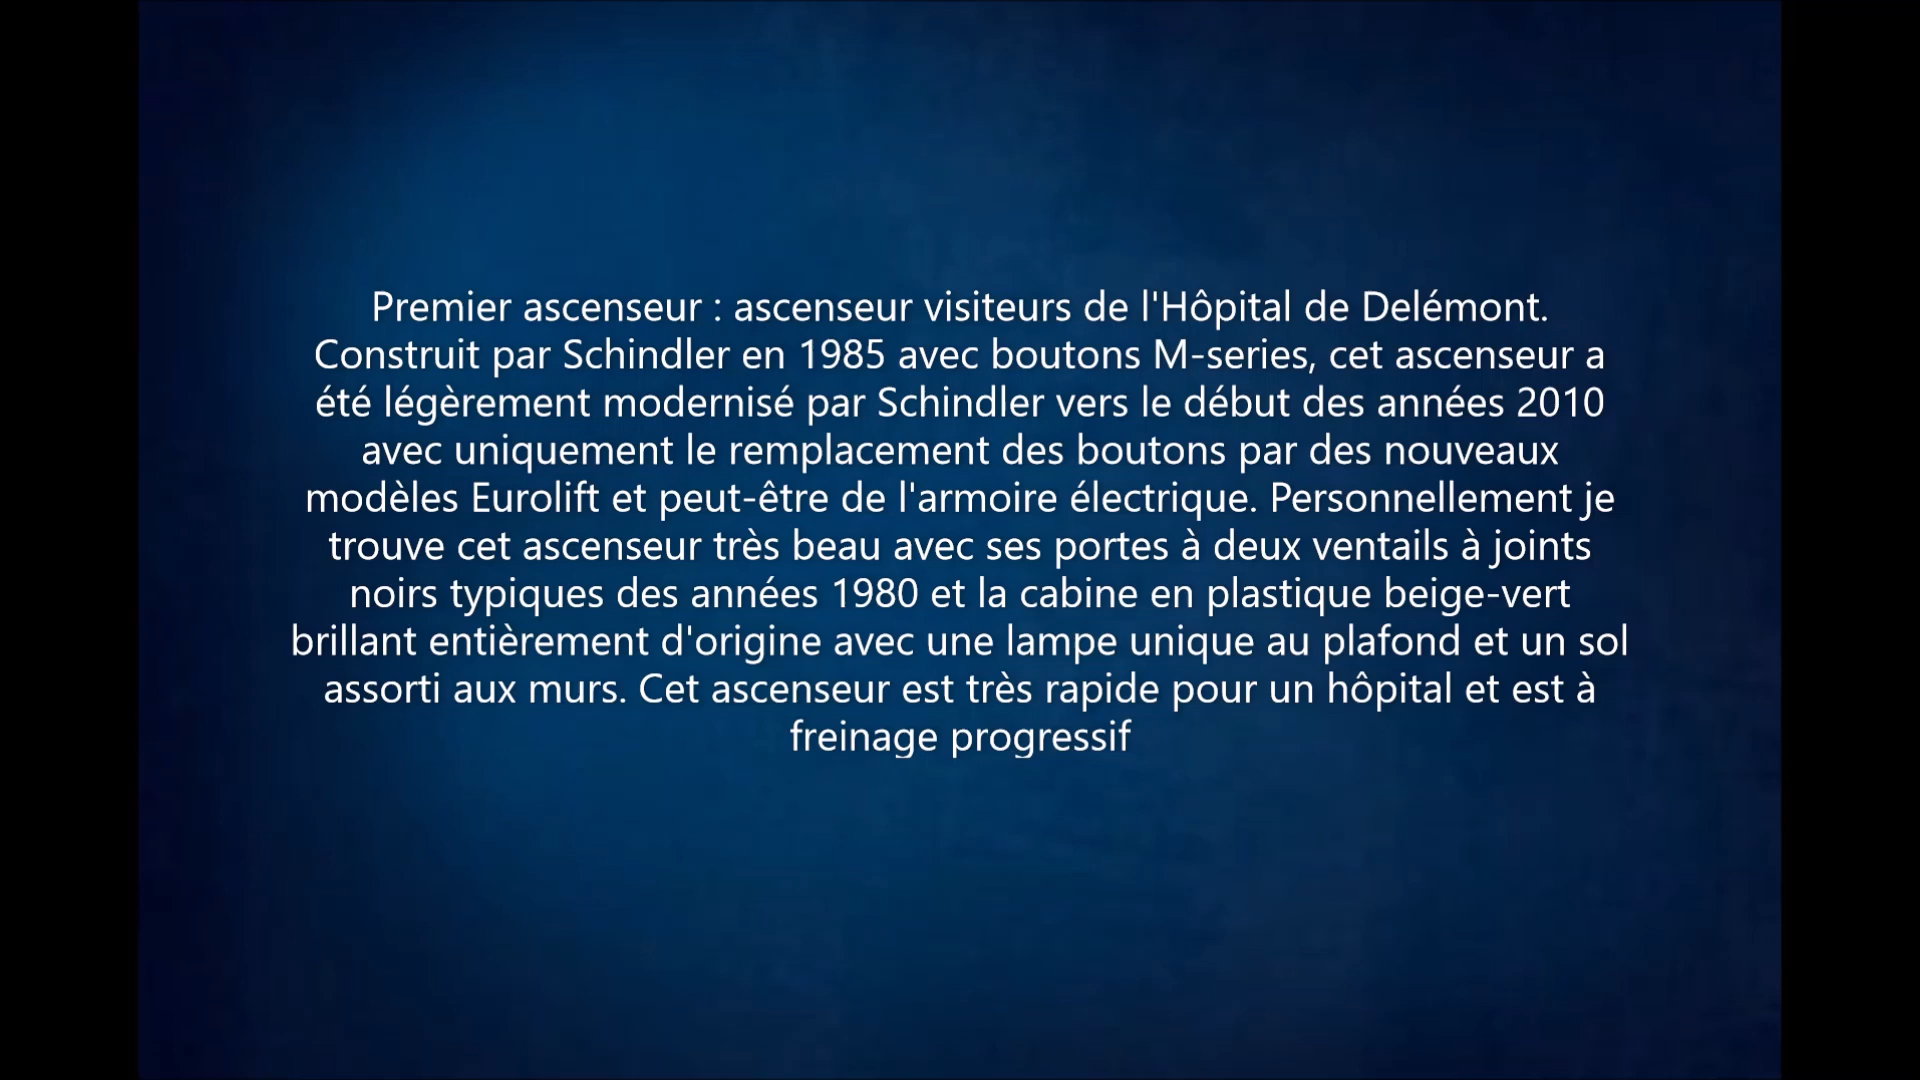 Premier ascenseur : ascenseur visiteurs de l'Hôpital de Delémont.
Construit par Schindler en 1985 avec boutons M-series, cet ascenseur a
été légèrement modernisé par Schindler vers le début des années 2010
avec uniquement le remplacement des boutons par des nouveaux
modèles Eurolift et peut-être de l'armoire électrique. Personnellement je
trouve cet ascenseur très beau avec ses portes à deux ventails à joints
noirs typiques des années 1980 et la cabine en plastique beige-vert
brillant entièrement d'origine avec une lampe unique au plafond et un sol
assorti aux murs. Cet ascenseur est très rapide pour un hôpital et est à
freinage progressif